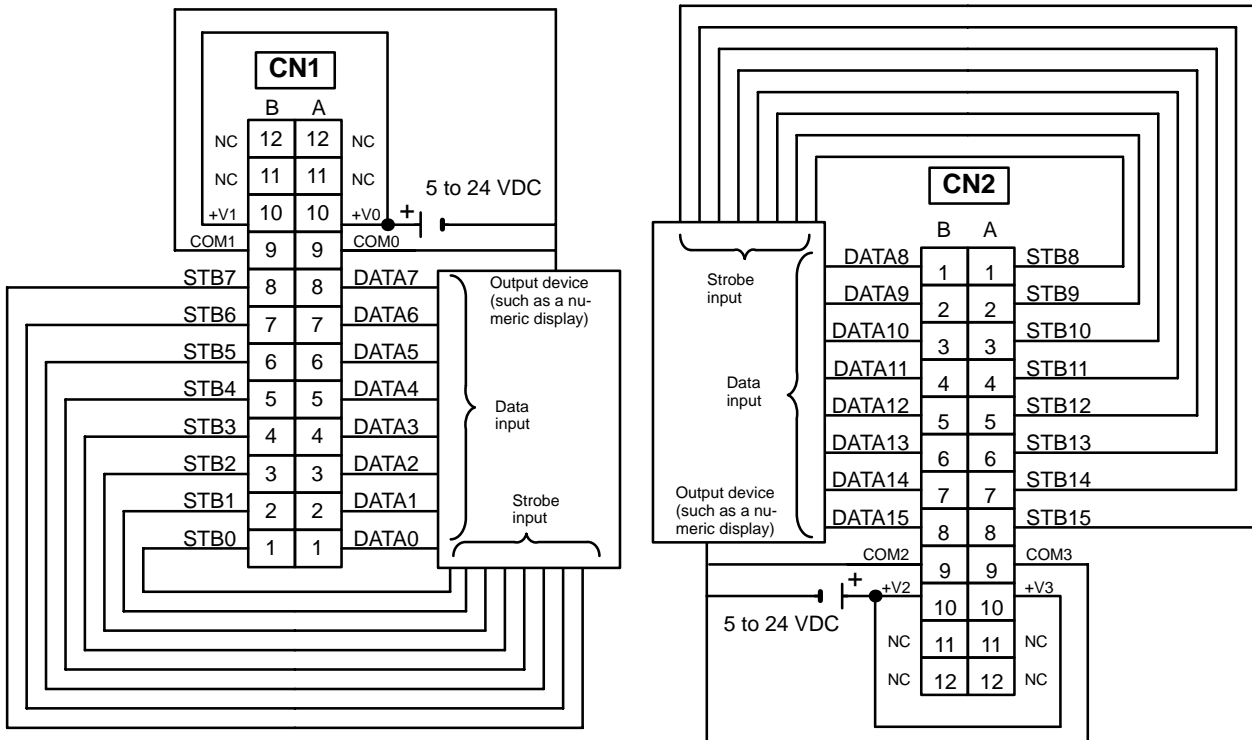 CN1
B A
NC 12 12 NC
NC 11 11 NC
+V1 10 10 +V0 + 5 to 24 VDC
COM1 9 9 COM0
STB7 8 8 DATA7
STB6 7 7 DATA6
STB5 6 6 DATA5
STB4 5 5 DATA4
STB3 4 4 DATA3
STB2 3 3 DATA2
STB1 2 2 DATA1
STB0 1 1 DATA0
Output device
(such as a nu-
meric display)
Data
input
Strobe
input
CN2
B A
DATA8 1 1 STB8
DATA9 2 2 STB9
DATA10 3 3 STB10
DATA11 4 4 STB11
DATA12 5 5 STB12
DATA13 6 6 STB13
DATA14 7 7 STB14
DATA15 8 8 STB15
COM2 9 9 COM3
+ +V2 10 10 +V3
5 to 24 VDC
NC 11 11 NC
NC 12 12 NC
Strobe
input
Data
input
Output device
(such as a nu-
meric display)